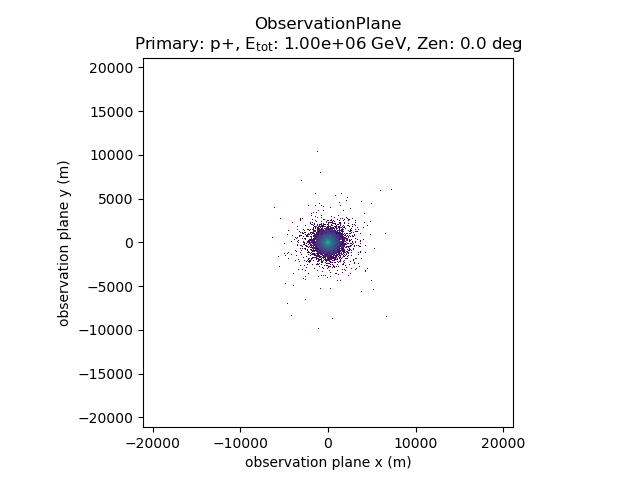 ObservationPlane
Primary: p+, E_tot: 1.00e+06 GeV, Zen: 0.0 deg
20000
15000
10000
5000
0
−5000
−10000
−15000
−20000
observation plane y (m)
−20000 −10000 0 10000 20000
observation plane x (m)